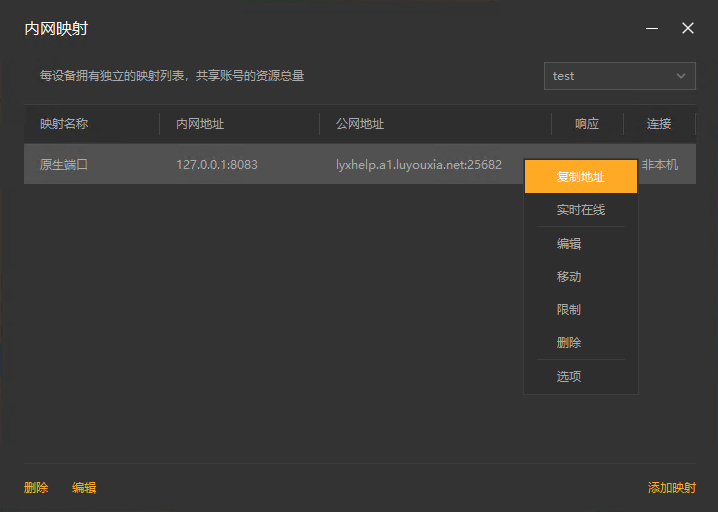 内网映射
每设备拥有独立的映射列表，共享账号的资源总量
test
映射名称 内网地址 公网地址 响应 连接
原生端口 127.0.0.1:8083 lyxhelp.a1.luyouxia.net:25682 非本机
复制地址
实时在线
编辑
移动
限制
删除
选项
删除 编辑 添加映射